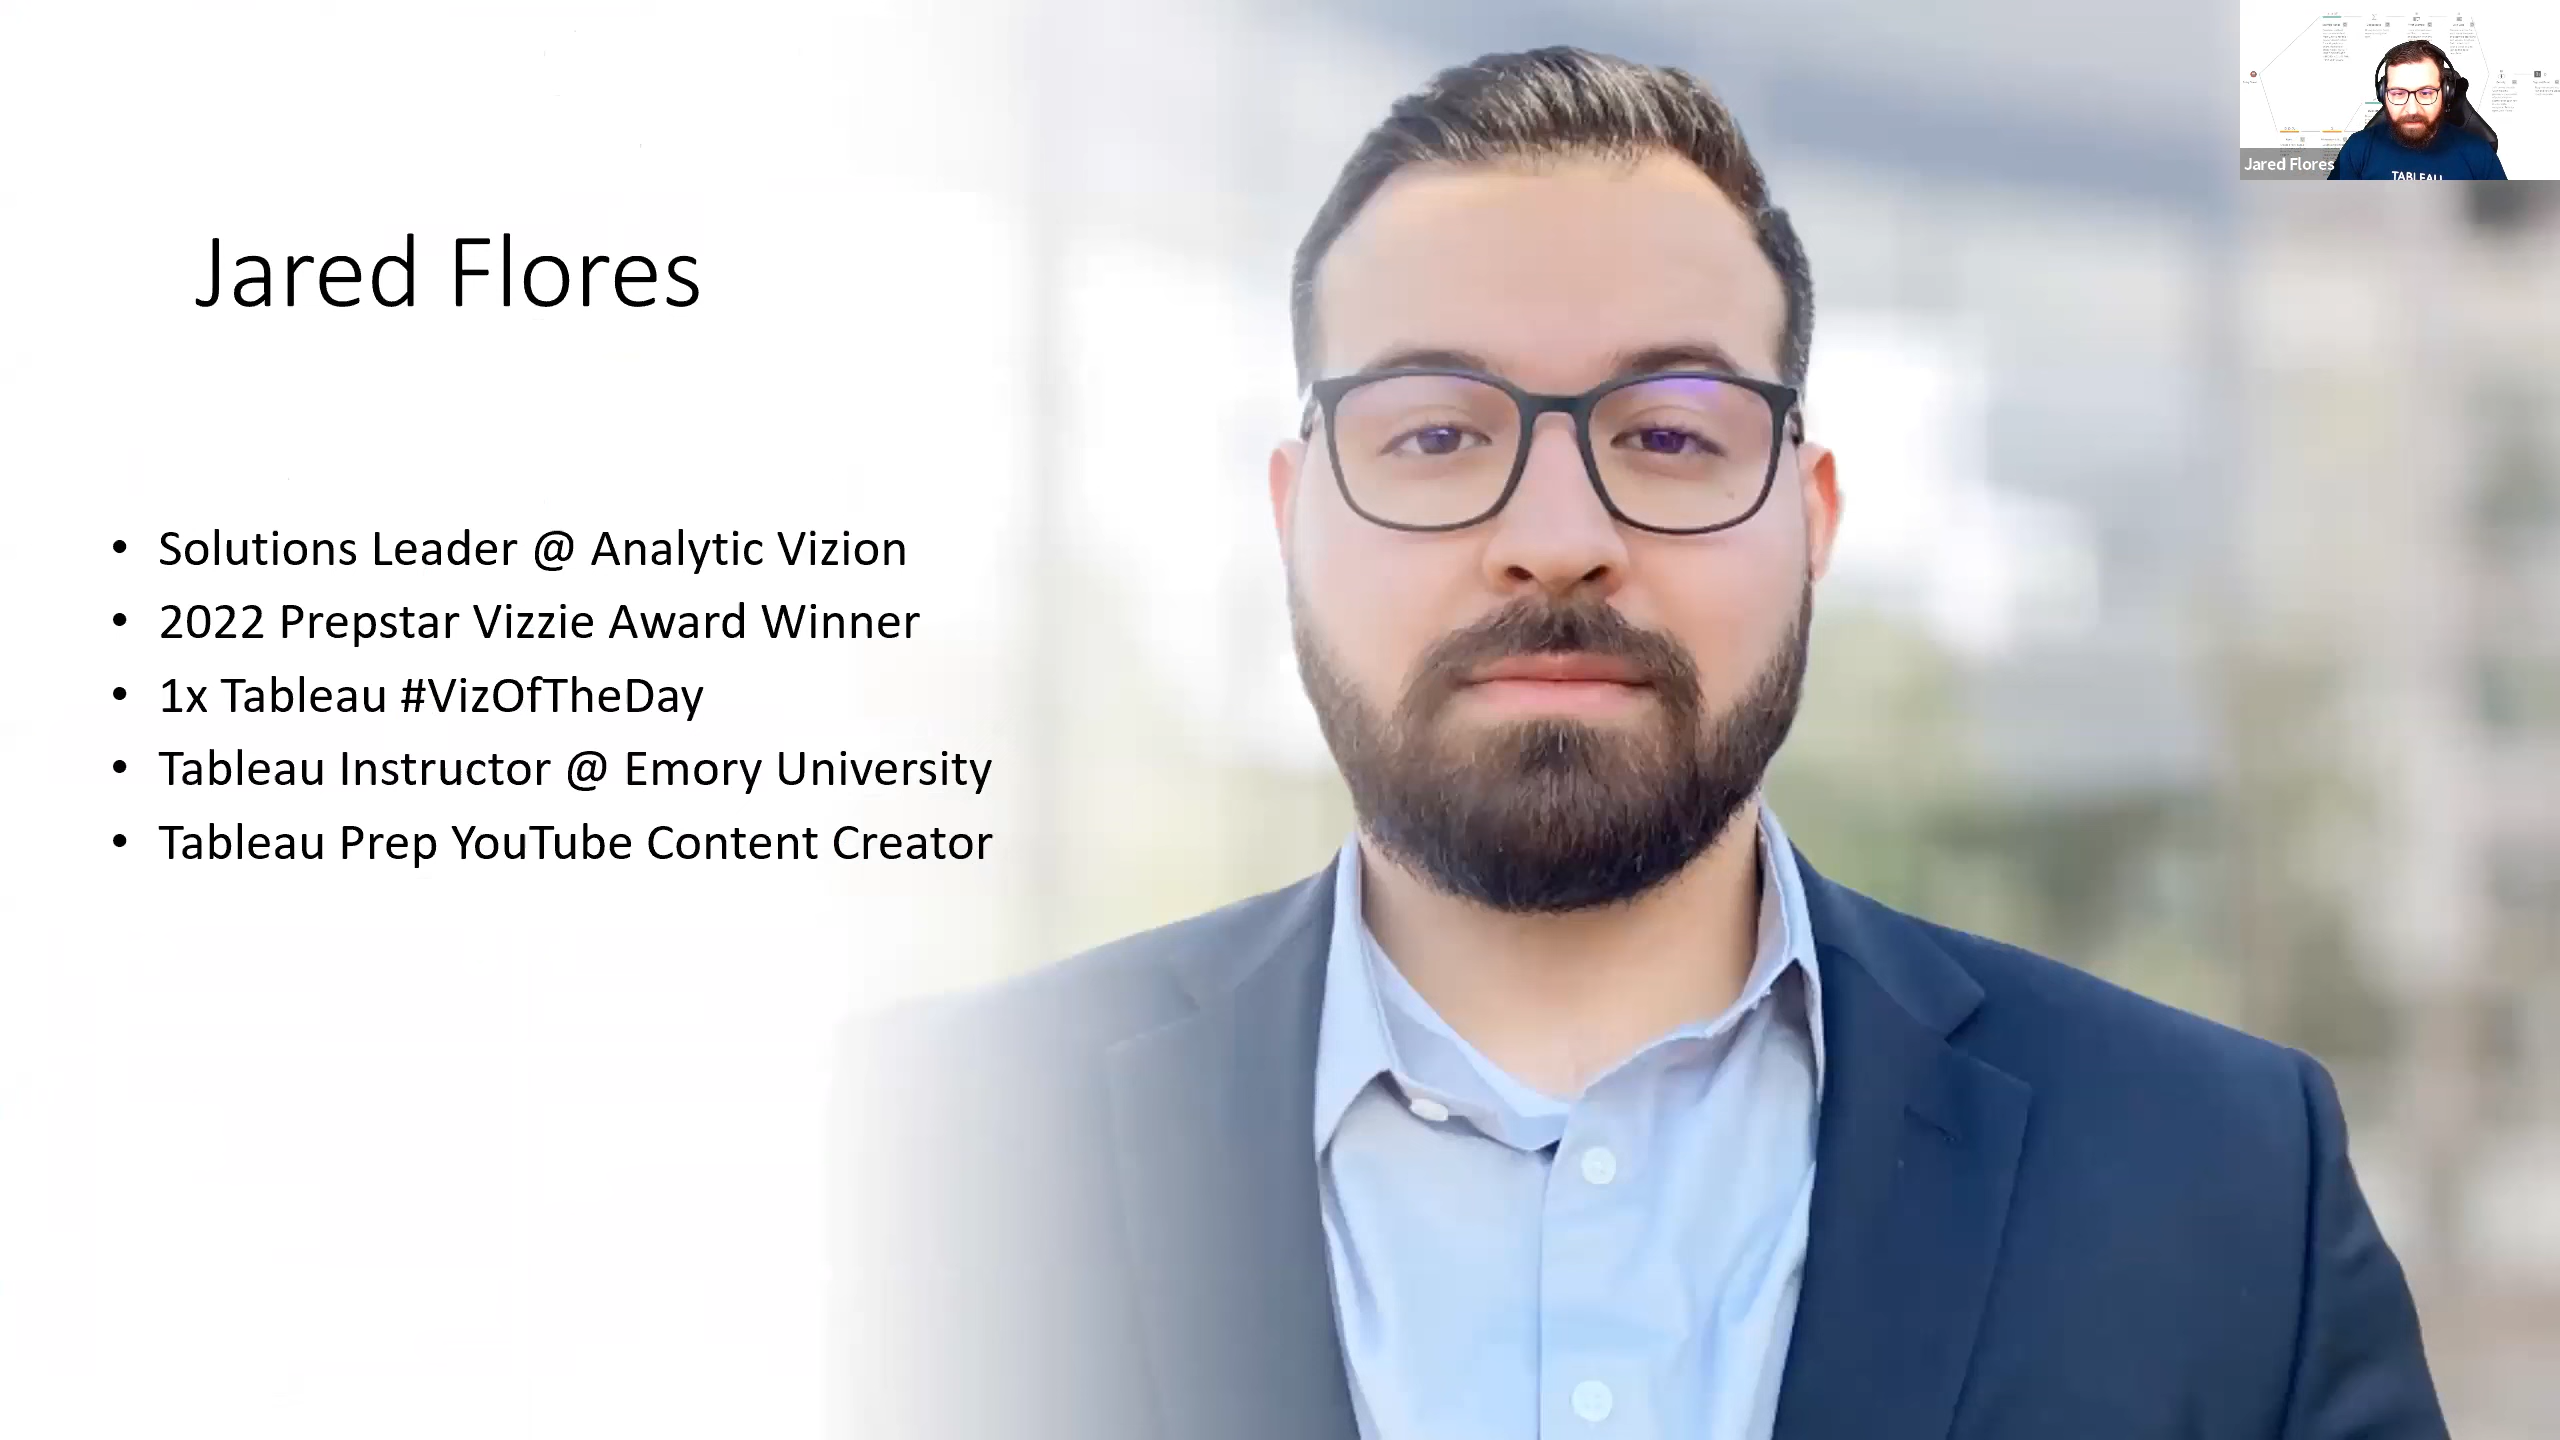 Jared Flores
• Solutions Leader @ Analytic Vizion
• 2022 Prepstar Vizzie Award Winner
• 1x Tableau #VizOfTheDay
• Tableau Instructor @ Emory University
• Tableau Prep YouTube Content Creator
Jared Flores
TABLEAU